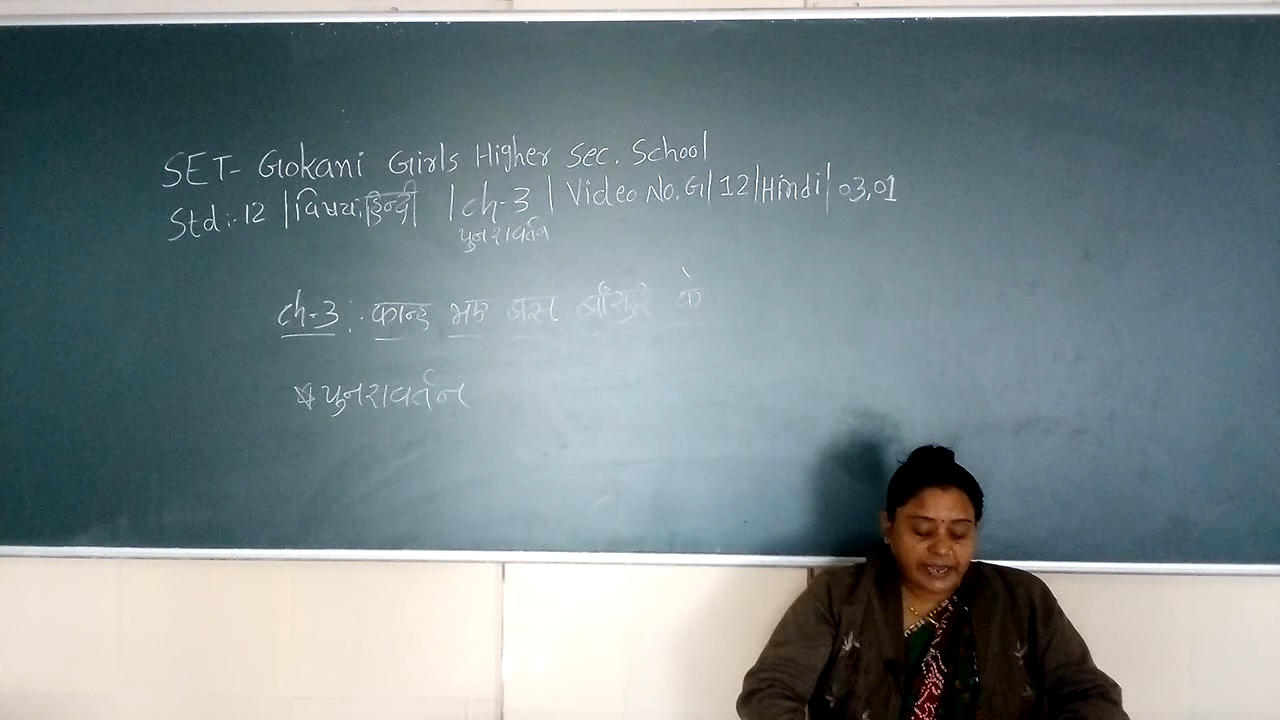 SET- Gokani Girls Higher Sec. School
Std:-12 | विषय:हिन्दी | ch-3 | Video No. G/12/Hindi/03,01
पुनरावर्तन
ch-3: कान्ह भए बस बाँसुरी के
* पुनरावर्तन